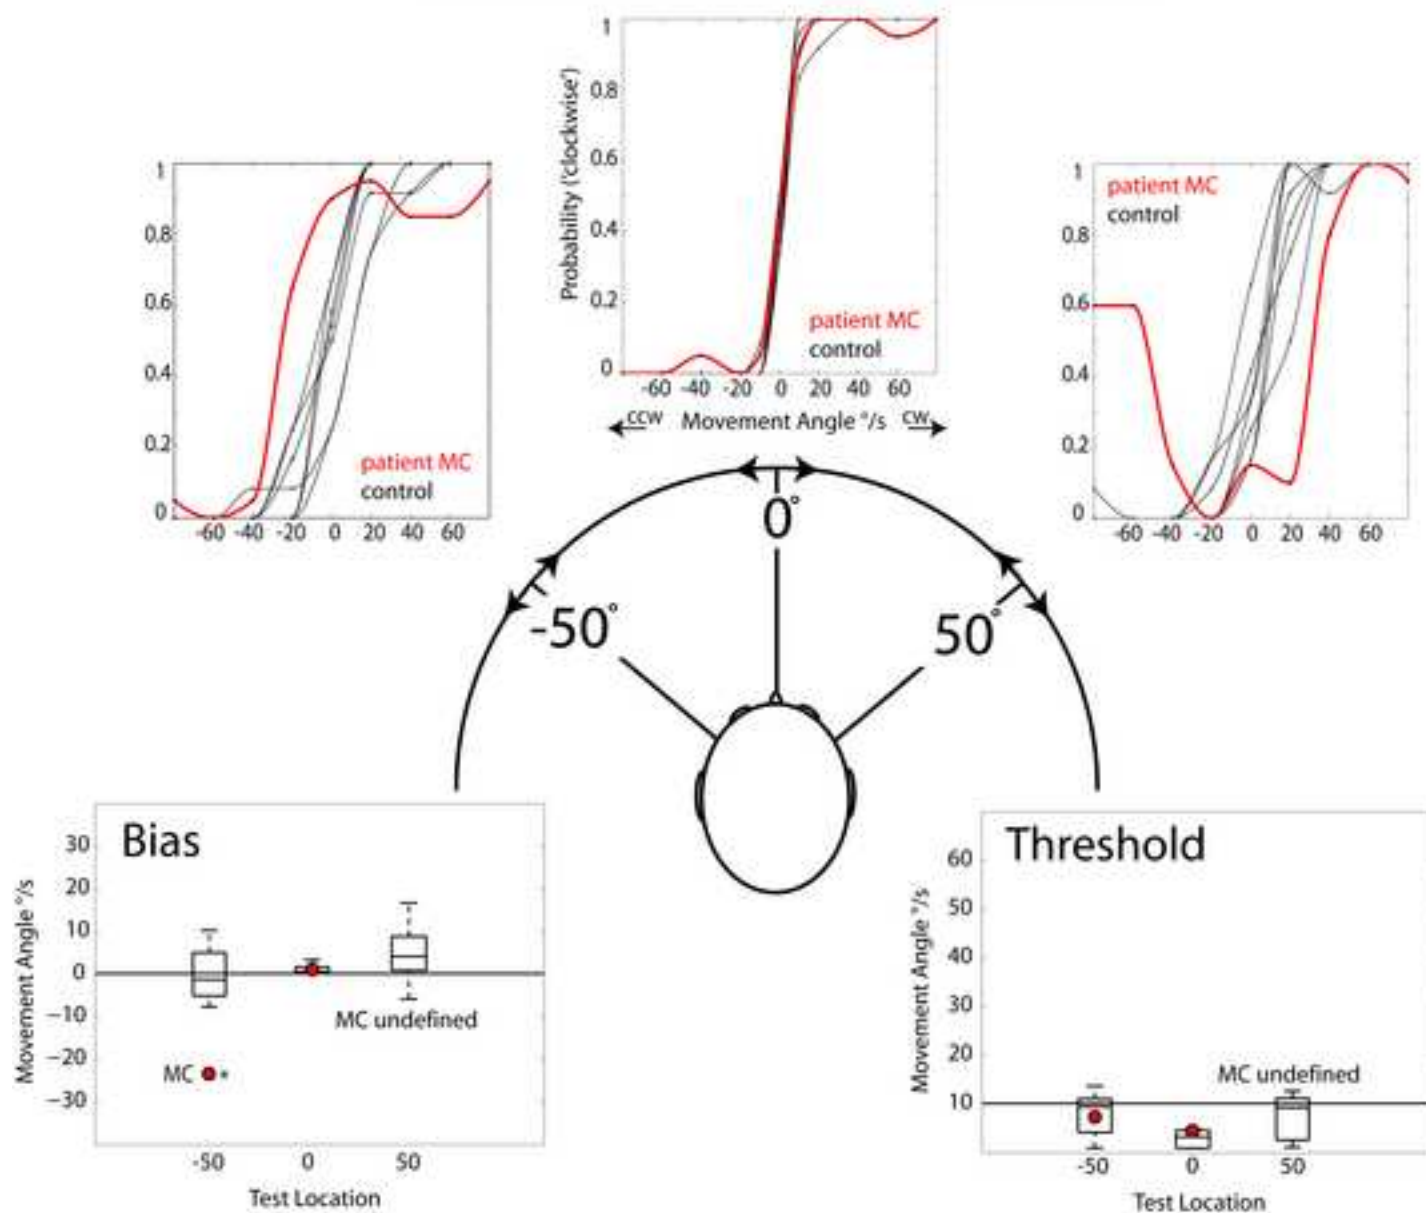 1
0.8
0.6
0.4
0.2
0
Probability ('clockwise')
patient MC
control
-60 -40 -20 0 20 40 60
CCW Movement Angle °/s CW
1
0.8
0.6
0.4
0.2
0
patient MC
control
-60 -40 -20 0 20 40 60
1
0.8
0.6
0.4
0.2
0
patient MC
control
-60 -40 -20 0 20 40 60
0°
-50°
50°
Bias
30
20
10
0
−10
−20
−30
Movement Angle °/s
MC undefined
MC
-50 0 50
Test Location
Threshold
60
50
40
30
20
10
Movement Angle °/s
MC undefined
-50 0 50
Test Location